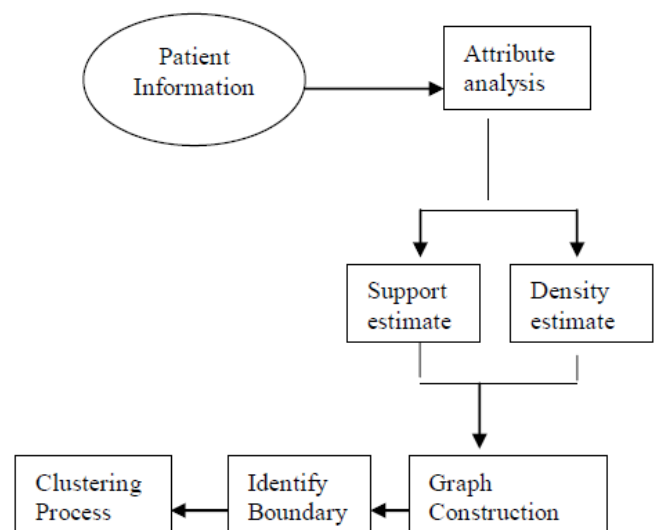 Patient
Information
Attribute
analysis
Support
estimate
Density
estimate
Clustering
Process
Identify
Boundary
Graph
Construction